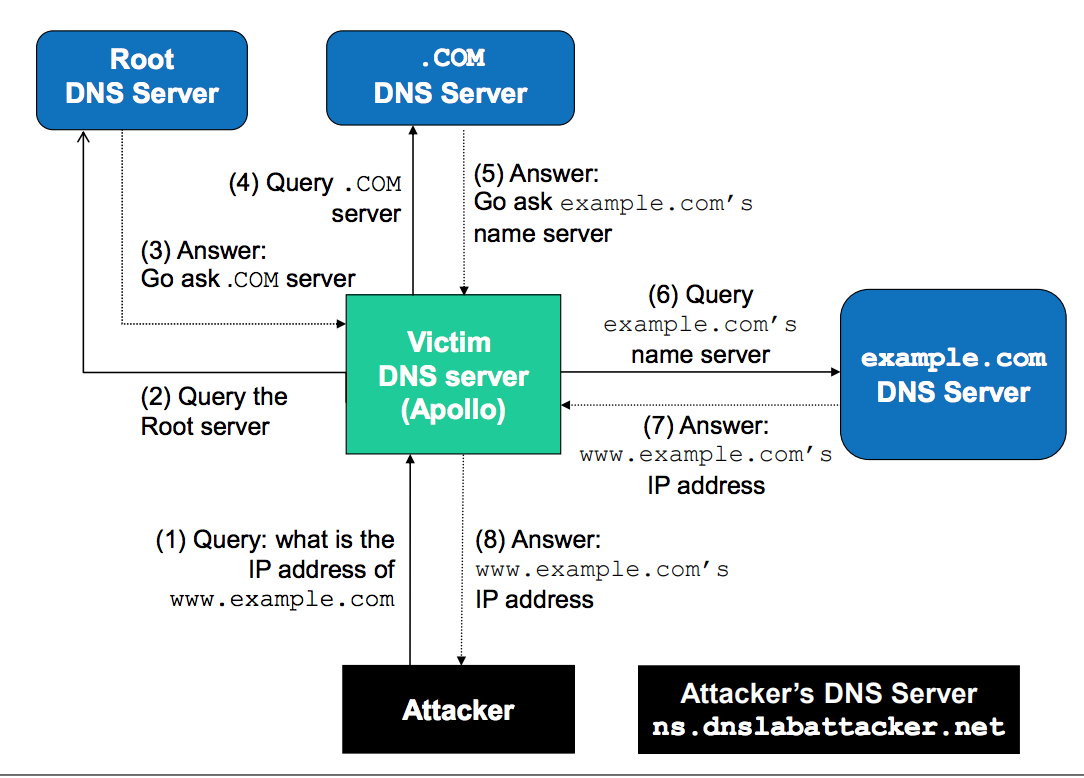 Root
DNS Server
.COM
DNS Server
(4) Query .COM
server
(5) Answer:
Go ask example.com’s
name server
(3) Answer:
Go ask .COM server
(6) Query
example.com’s
name server
Victim
DNS server
(Apollo)
example.com
DNS Server
(2) Query the
Root server
(7) Answer:
www.example.com’s
IP address
(1) Query: what is the
IP address of
www.example.com
(8) Answer:
www.example.com’s
IP address
Attacker
Attacker’s DNS Server
ns.dnslabattacker.net